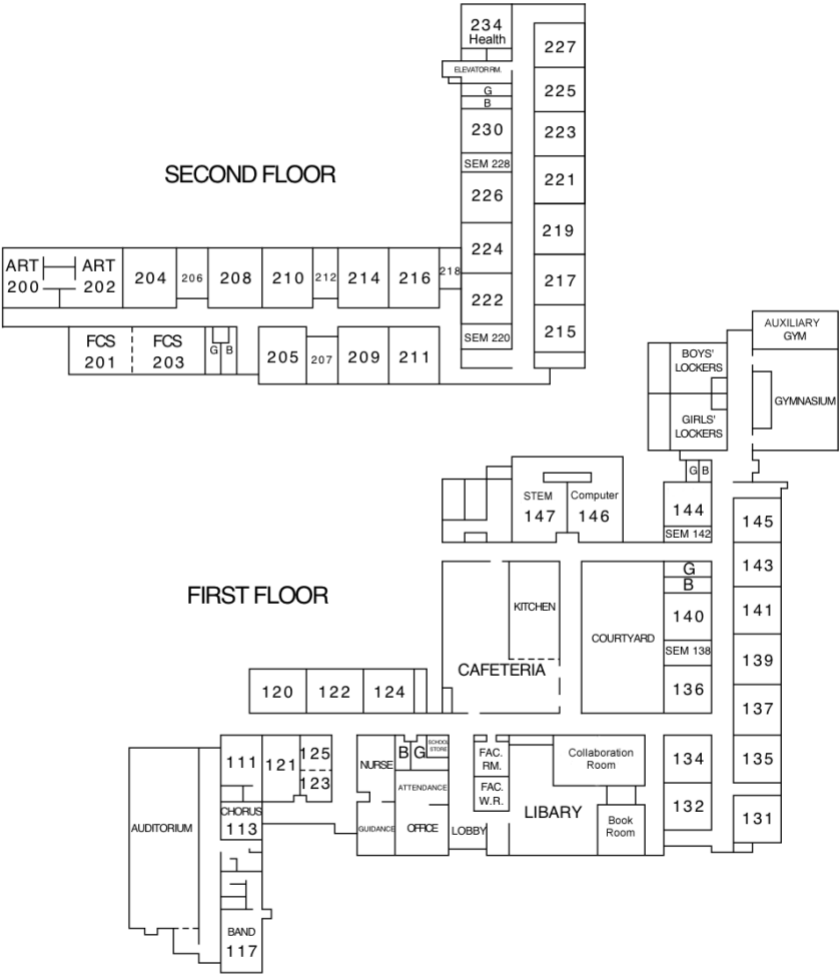 234
Health
227
ELEVATOR RM.
G
225
B
230
223
SECOND FLOOR
SEM 228
221
226
219
224
ART
200
ART
202
204
206
208
210
212
214
216
218
217
222
215
SEM 220
FCS
201
FCS
203
G
B
205
207
209
211
AUXILIARY
GYM
BOYS'
LOCKERS
GYMNASIUM
GIRLS'
LOCKERS
G
B
STEM
147
Computer
146
144
145
SEM 142
143
G
B
FIRST FLOOR
KITCHEN
140
141
COURTYARD
SEM 138
139
CAFETERIA
120
122
124
136
137
111
121
125
123
NURSE
B
G
SCHOOL
STORE
FAC.
RM.
Collaboration
Room
134
135
ATTENDANCE
FAC.
W.R.
132
CHORUS
113
LIBARY
Book
Room
131
AUDITORIUM
GUIDANCE
OFFICE
LOBBY
BAND
117